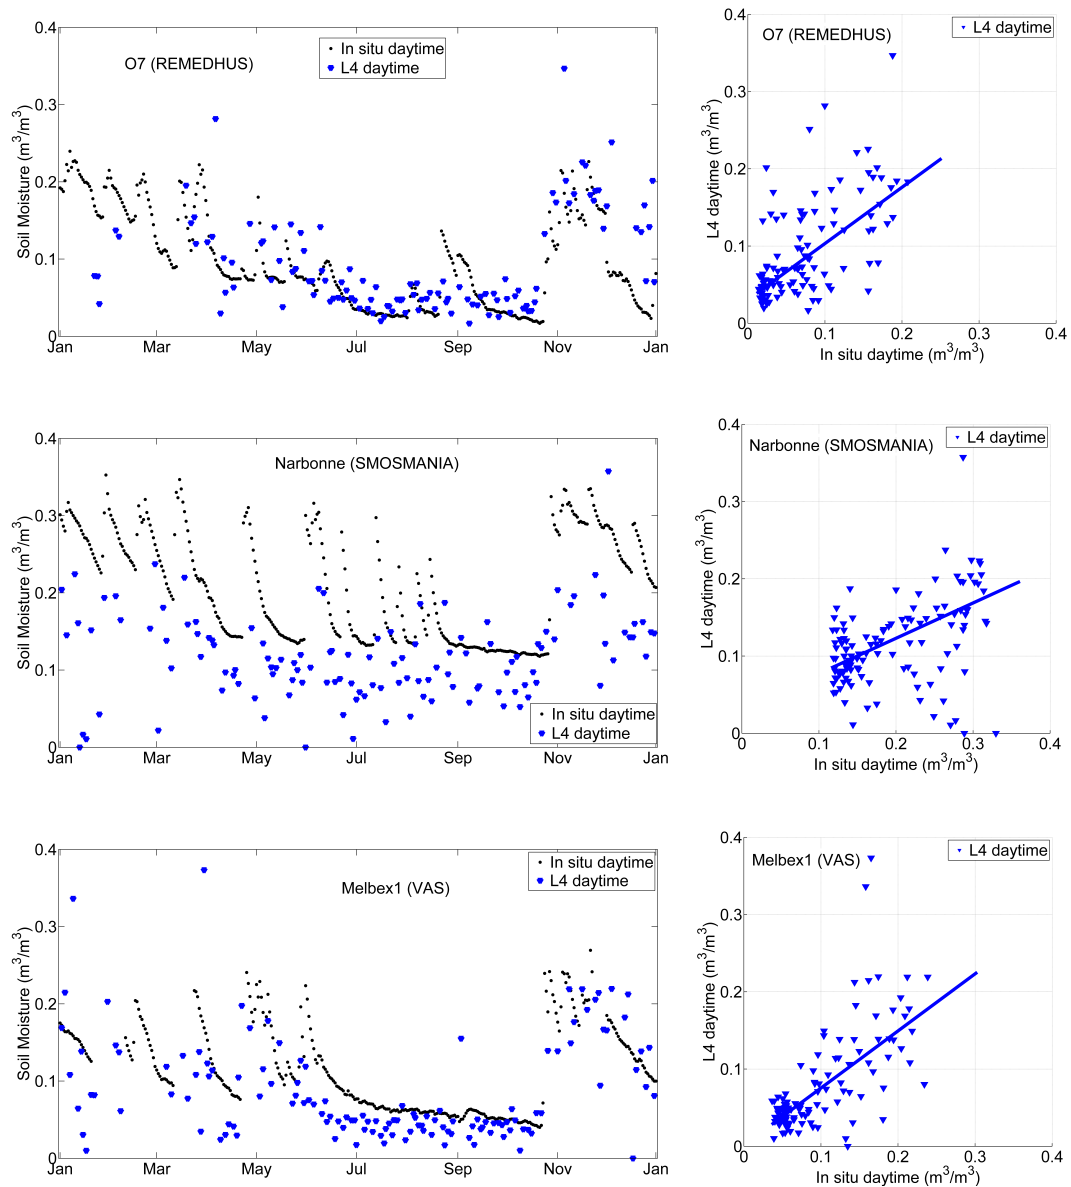 O7 (REMEDHUS)
In situ daytime
L4 daytime
Soil Moisture (m³/m³)
0.4
0.3
0.2
0.1
0
Jan Mar May Jul Sep Nov Jan
O7 (REMEDHUS)
L4 daytime
L4 daytime (m³/m³)
0.4
0.3
0.2
0.1
0
0.1 0.2 0.3 0.4
In situ daytime (m³/m³)
Narbonne (SMOSMANIA)
Soil Moisture (m³/m³)
0.4
0.3
0.2
0.1
0
In situ daytime
L4 daytime
Jan Mar May Jul Sep Nov Jan
Narbonne (SMOSMANIA)
L4 daytime
L4 daytime (m³/m³)
0.4
0.3
0.2
0.1
0
0 0.1 0.2 0.3 0.4
In situ daytime (m³/m³)
Melbex1 (VAS)
In situ daytime
L4 daytime
Soil Moisture (m³/m³)
0.4
0.3
0.2
0.1
0
Jan Mar May Jul Sep Nov Jan
Melbex1 (VAS)
L4 daytime
L4 daytime (m³/m³)
0.4
0.3
0.2
0.1
0
0 0.1 0.2 0.3 0.4
In situ daytime (m³/m³)